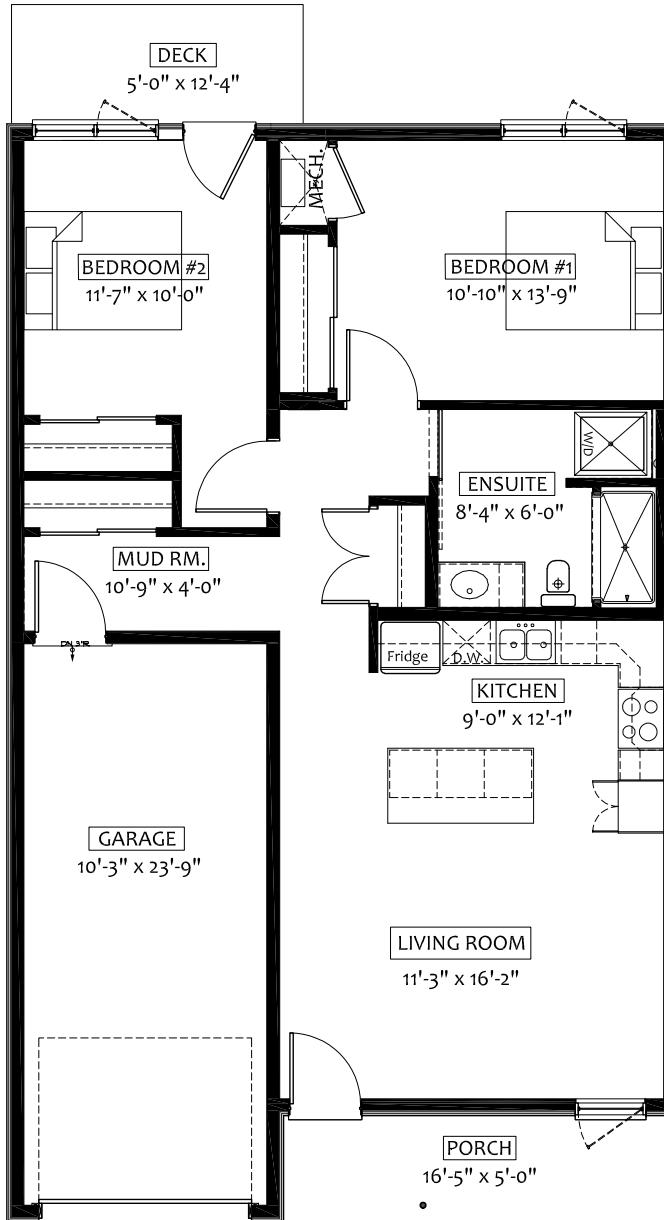 DECK
5'-0" x 12'-4"
MECH.
BEDROOM #2
11'-7" x 10'-0"
BEDROOM #1
10'-10" x 13'-9"
W/D
ENSUITE
8'-4" x 6'-0"
MUD RM.
10'-9" x 4'-0"
DN 3'R
Fridge
D.W.
KITCHEN
9'-0" x 12'-1"
GARAGE
10'-3" x 23'-9"
LIVING ROOM
11'-3" x 16'-2"
PORCH
16'-5" x 5'-0"